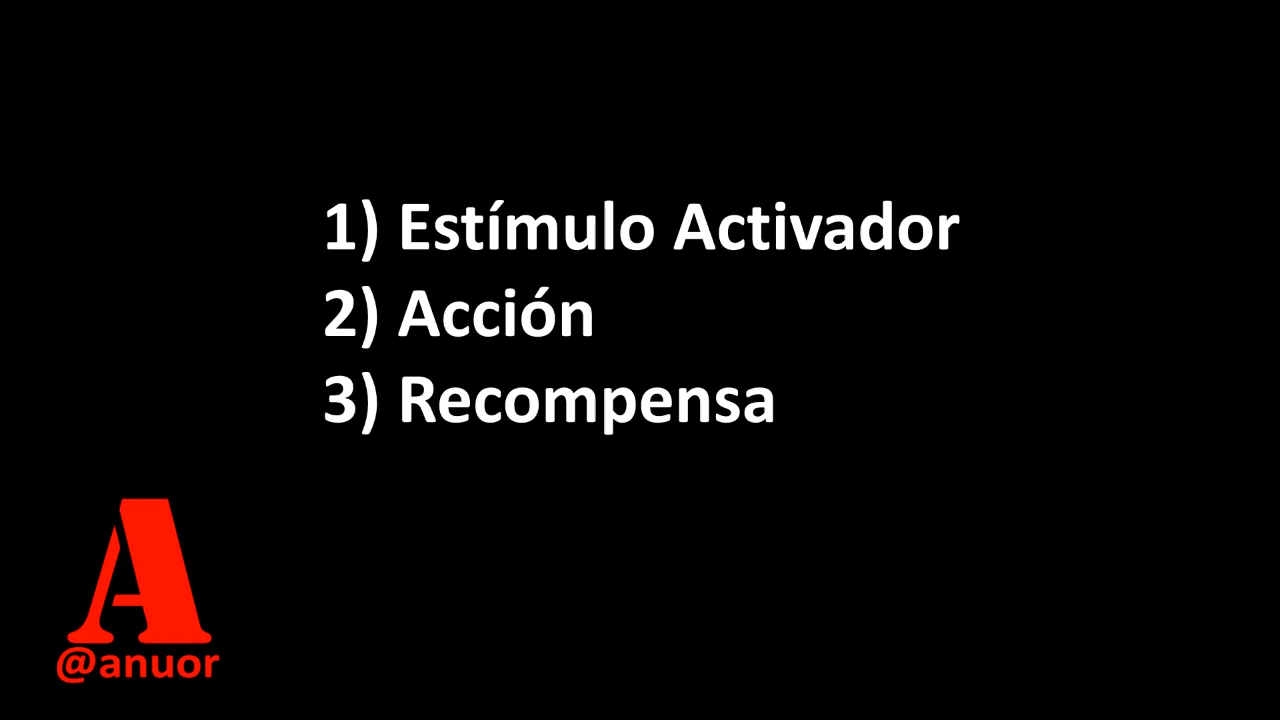 1) Estímulo Activador
2) Acción
3) Recompensa
A
@anuor